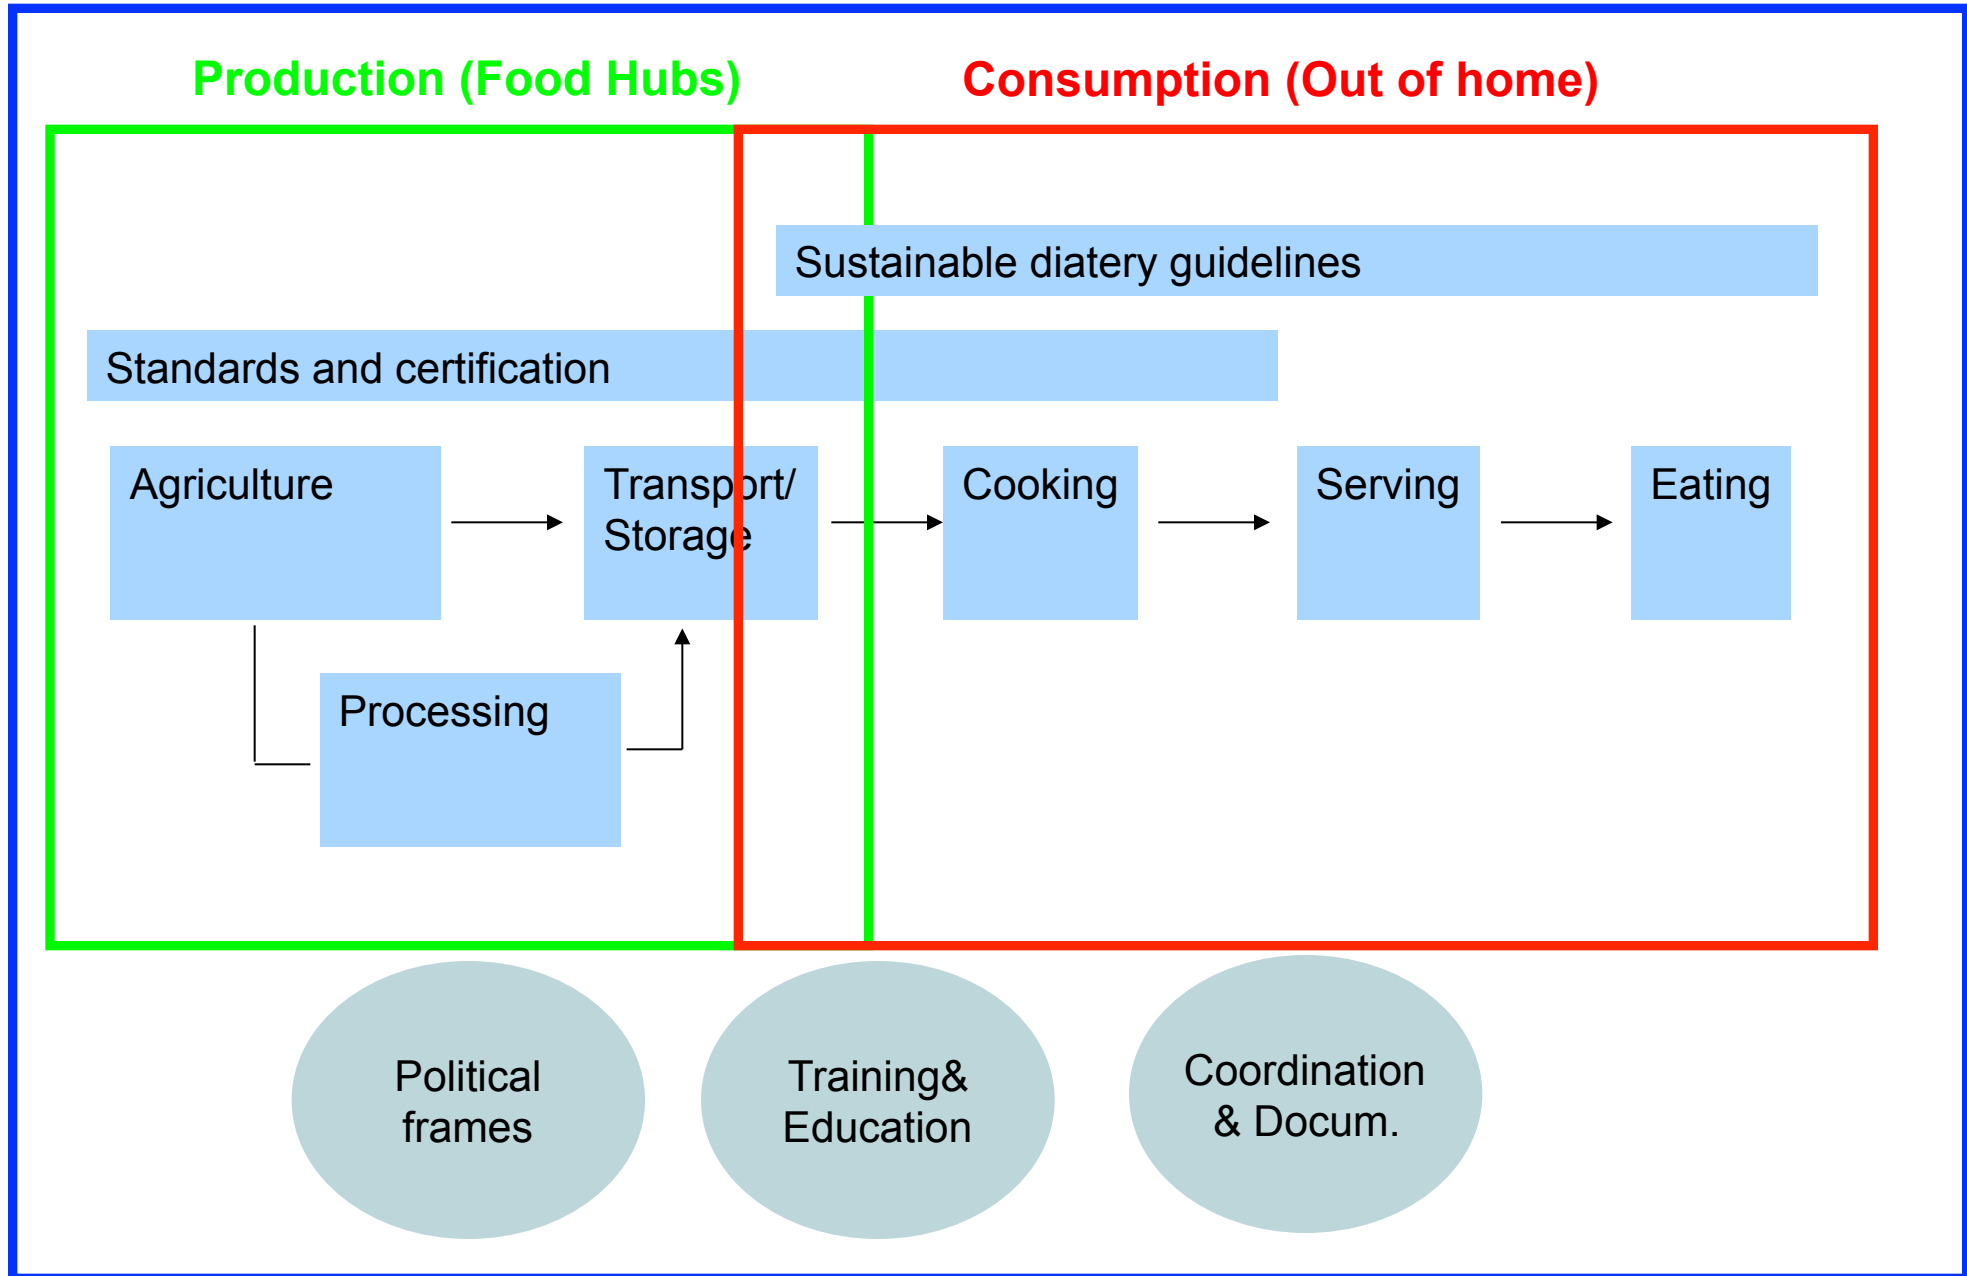 Production (Food Hubs)
Consumption (Out of home)
Sustainable diatery guidelines
Standards and certification
Agriculture
Transport/
Storage
Cooking
Serving
Eating
Processing
Political
frames
Training&
Education
Coordination
& Docum.